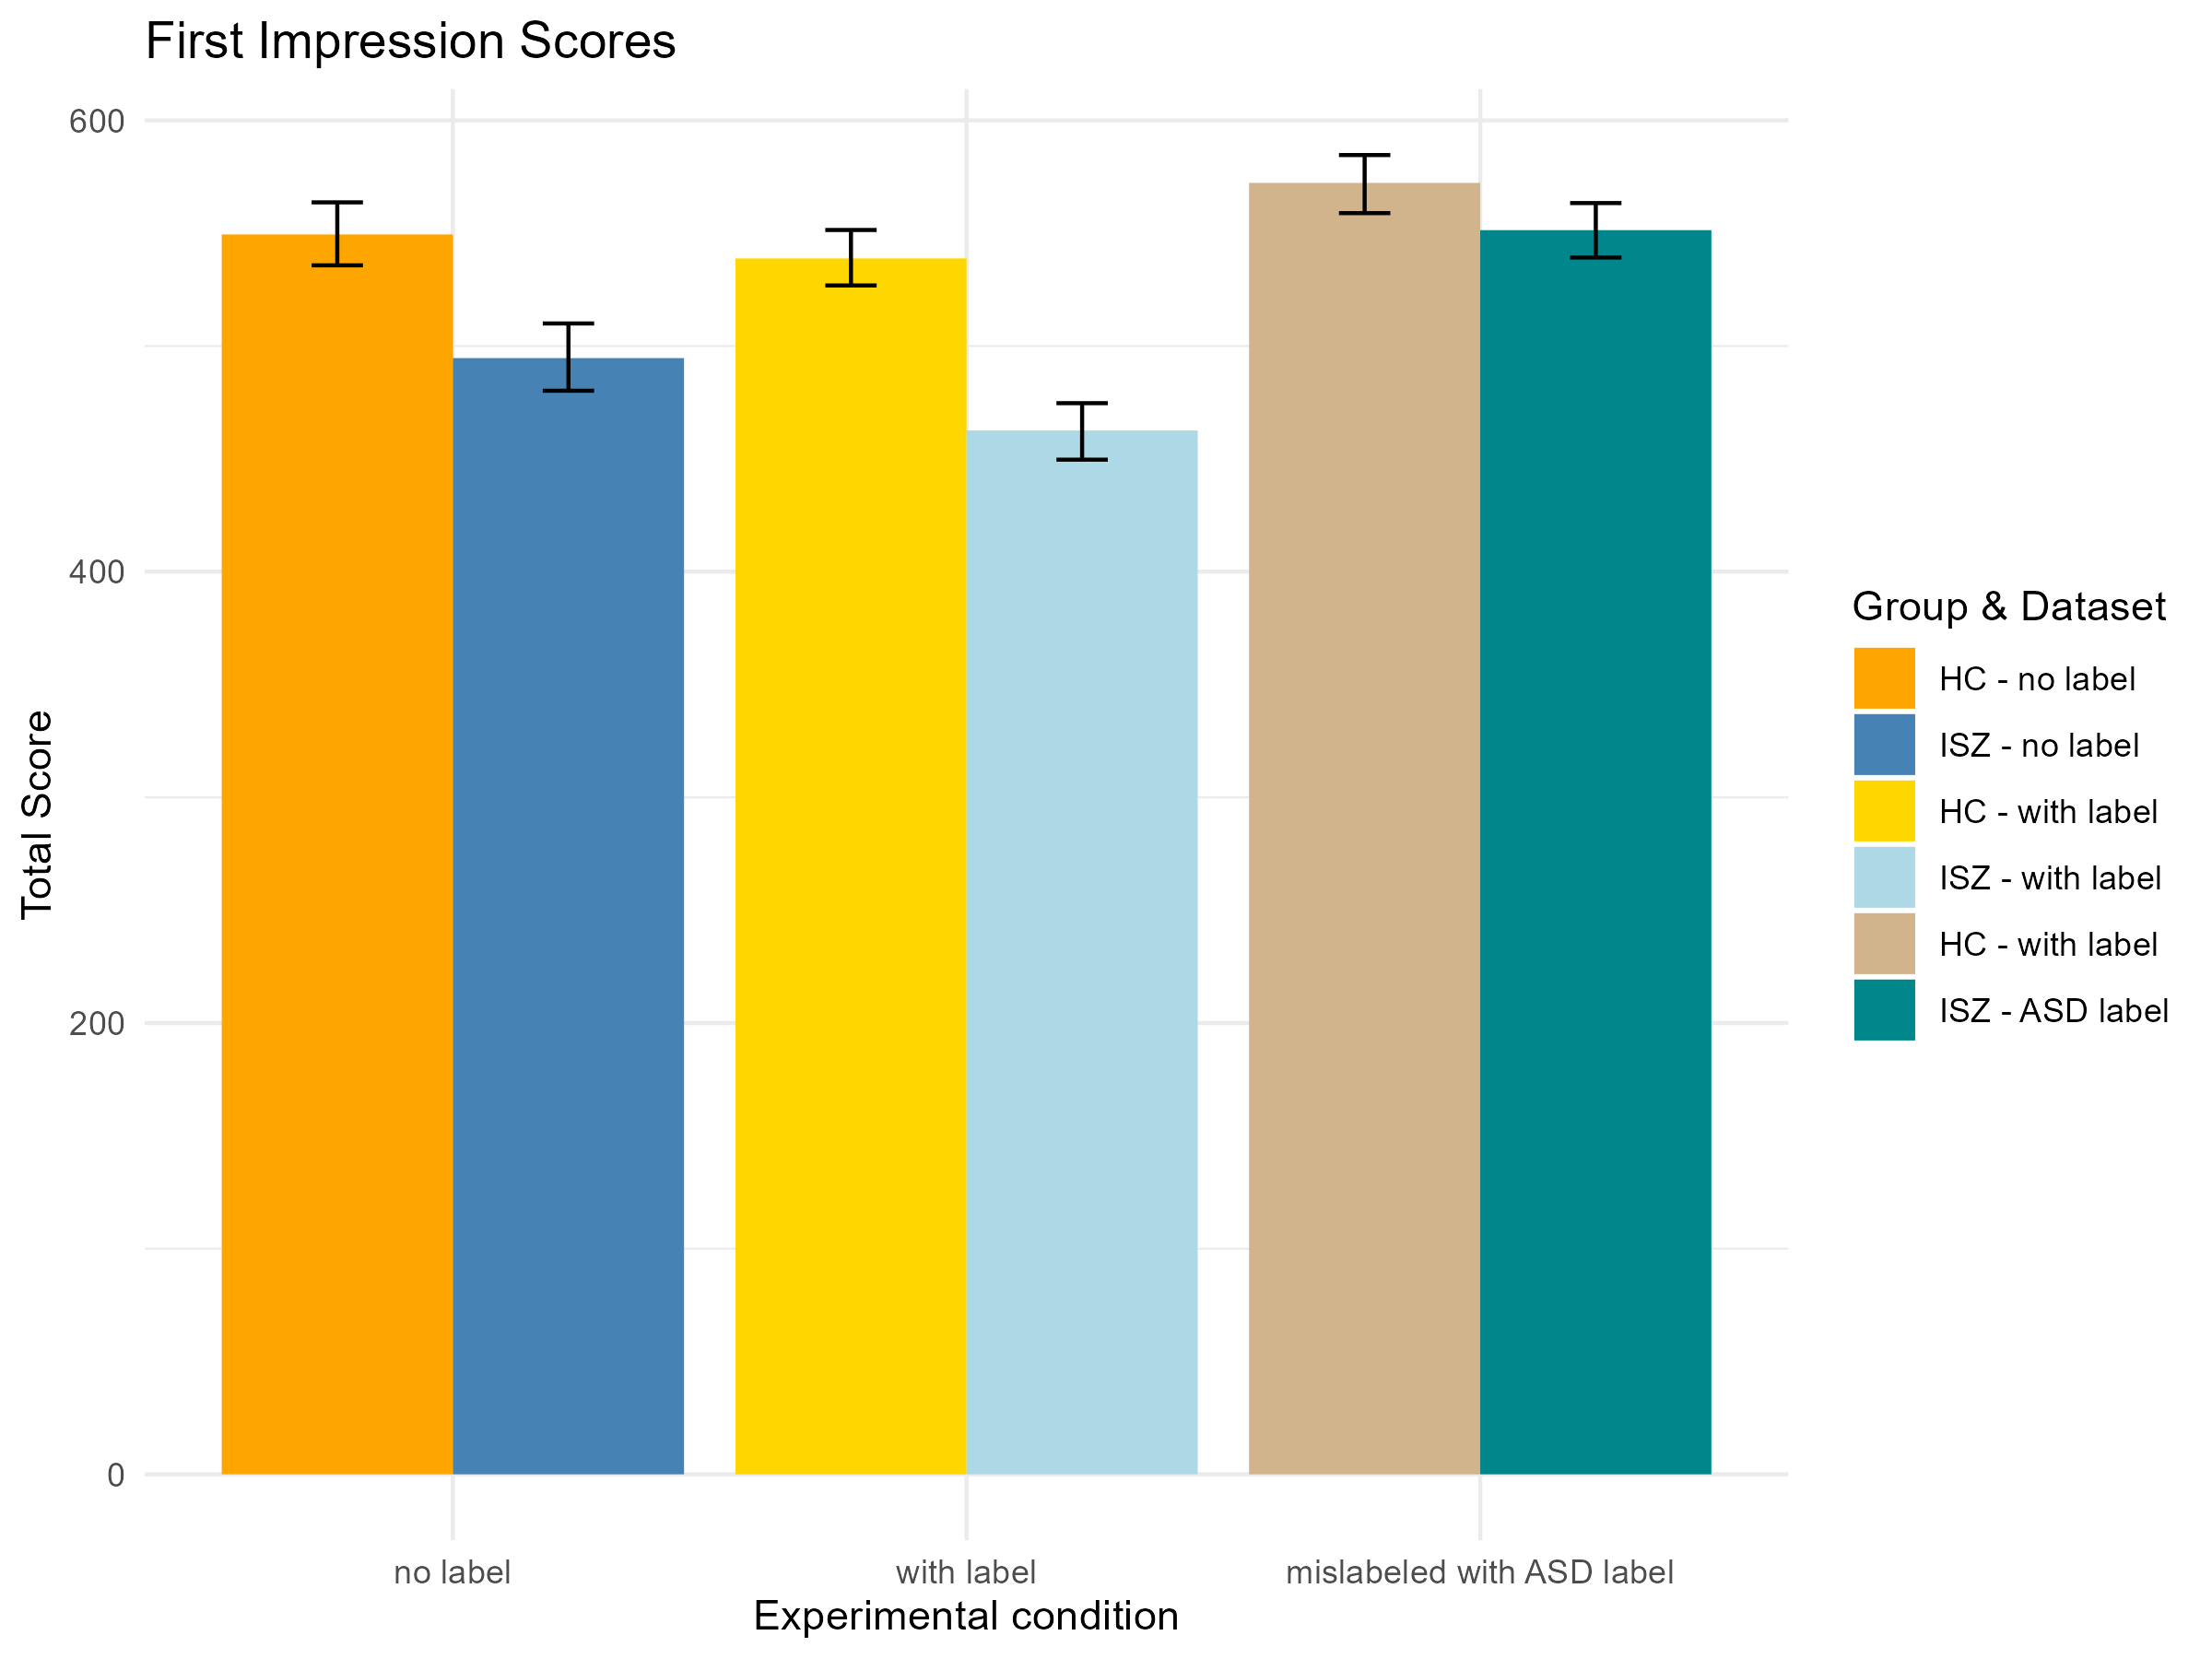 First Impression Scores
600
400
200
0
Total Score
no label
with label
mislabeled with ASD label
Experimental condition
Group & Dataset
HC - no label
ISZ - no label
HC - with label
ISZ - with label
HC - with label
ISZ - ASD label